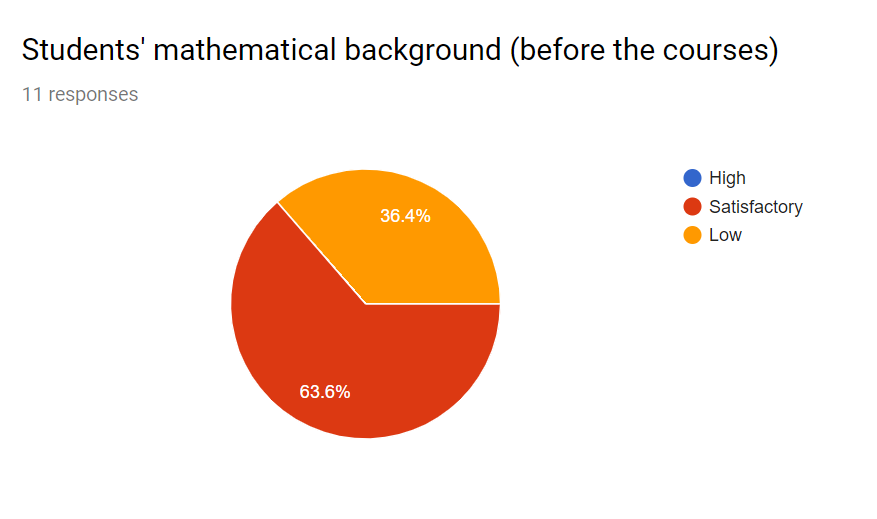 Students' mathematical background (before the courses)
11 responses
High
Satisfactory
Low
36.4%
63.6%